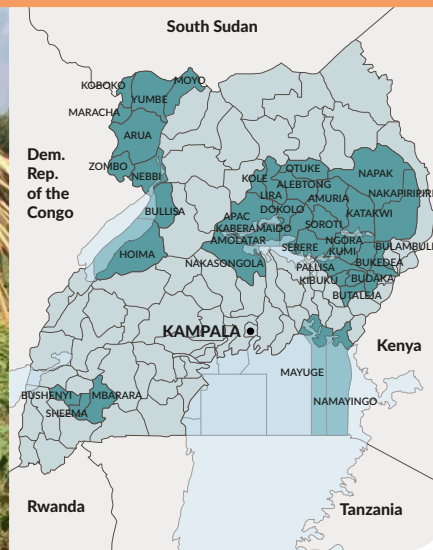 South Sudan
KOBOKO
MOYO
YUMBE
MARACHA
ARUA
Dem.
Rep.
of the
Congo
ZOMBO
NEBBI
OTUKE
NAPAK
KOLE
ALEBTONG
LIRA
AMURIA
NAKAPIRIPIRI
BULLISA
DOKOLO
APAC
KATAKWI
SOROTI
KABERAMAIDO
AMOLATAR
NGORA
SERERE
KUMI
BULAMBULI
HOIMA
NAKASONGOLA
PALLISA
BUKEDEA
KIBUKU
BUDAKA
BUTALEJA
KAMPALA
Kenya
MAYUGE
BUSHENYI
MBARARA
NAMAYINGO
SHEEMA
Rwanda
Tanzania